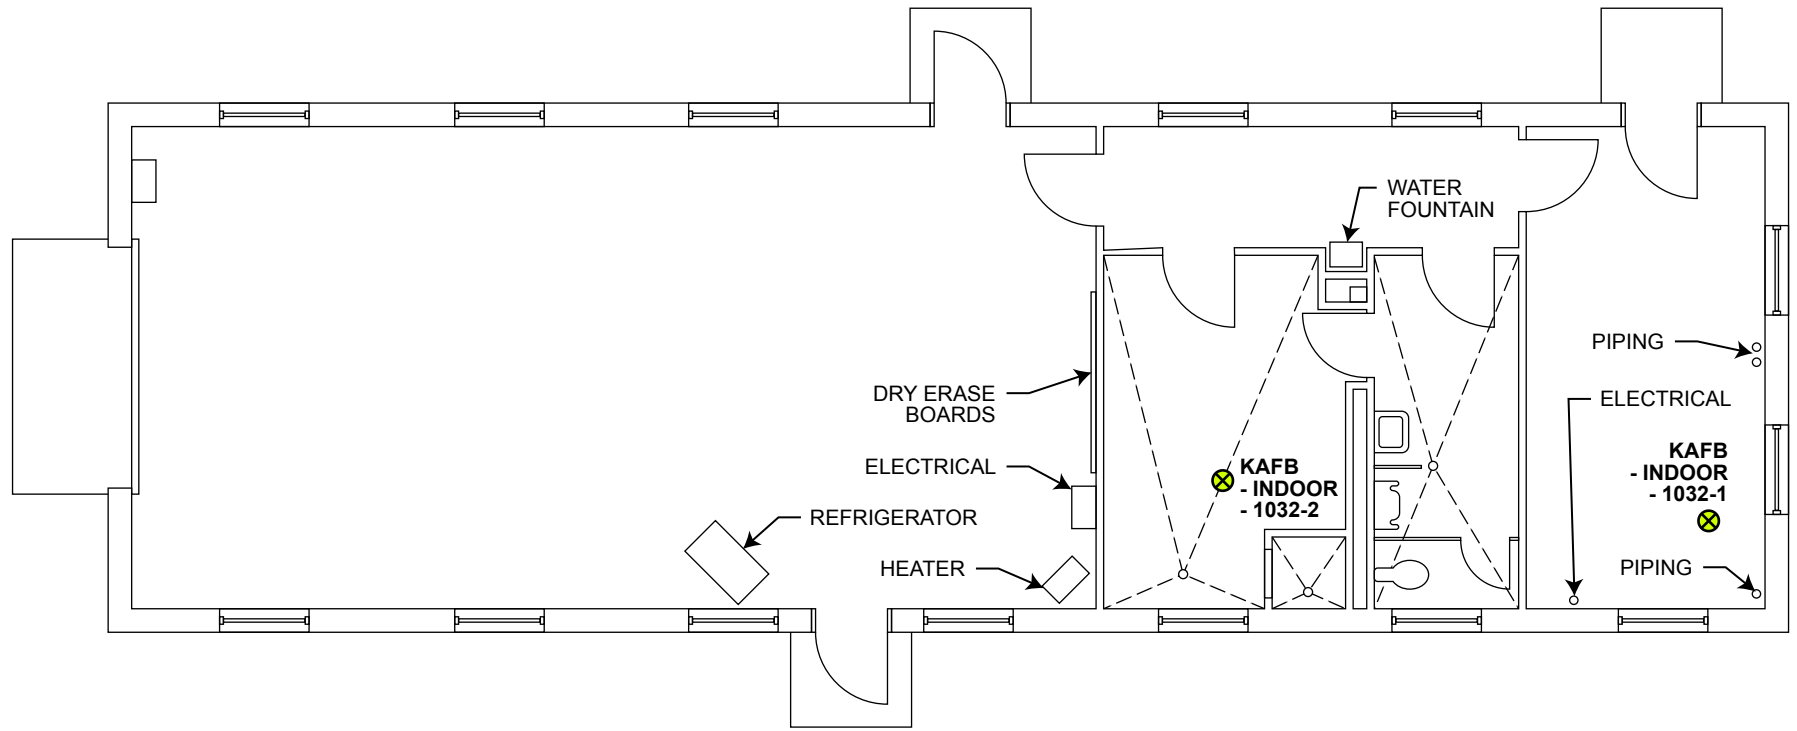 WATER
FOUNTAIN
PIPING
ELECTRICAL
DRY ERASE
BOARDS
KAFB
- INDOOR
- 1032-1
ELECTRICAL
KAFB
- INDOOR
- 1032-2
REFRIGERATOR
HEATER
PIPING